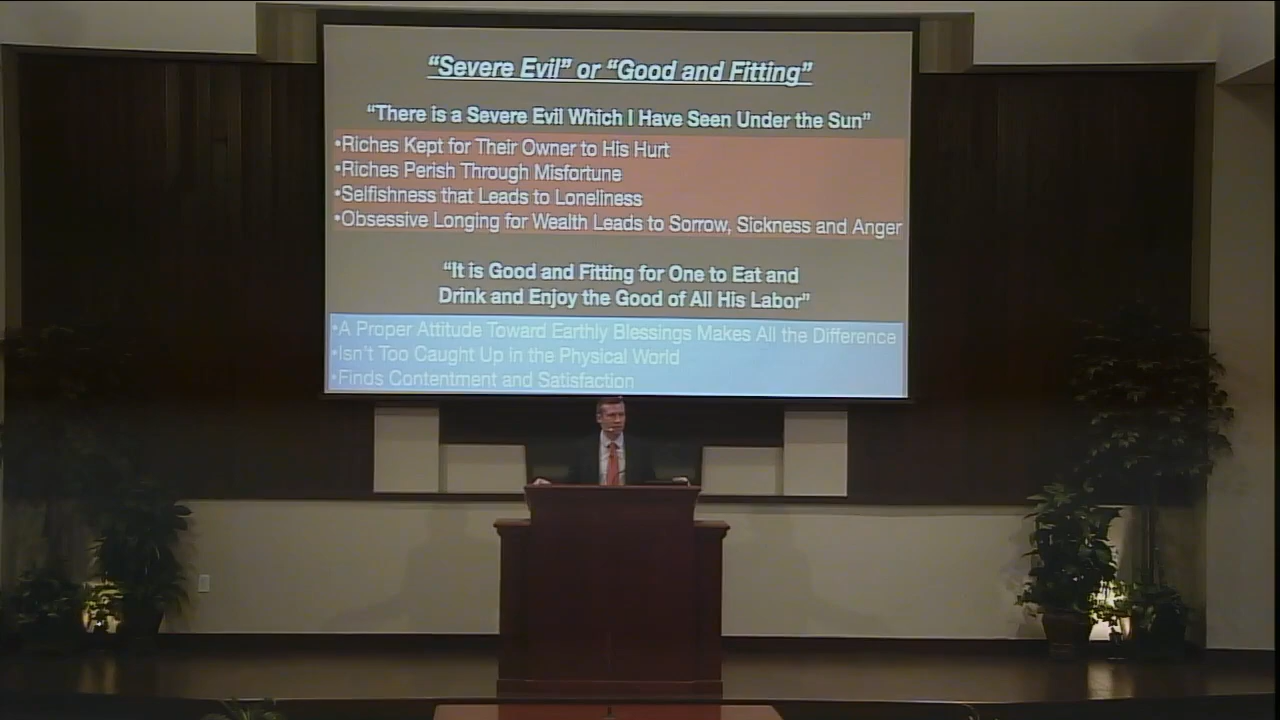 “Severe Evil” or “Good and Fitting”
“There is a Severe Evil Which I Have Seen Under the Sun”
•Riches Kept for Their Owner to His Hurt
•Riches Perish Through Misfortune
•Selfishness that Leads to Loneliness
•Obsessive Longing for Wealth Leads to Sorrow, Sickness and Anger
“It is Good and Fitting for One to Eat and
Drink and Enjoy the Good of All His Labor”
•A Proper Attitude Toward Earthly Blessings Makes All the Difference
•Isn’t Too Caught Up in the Physical World
•Finds Contentment and Satisfaction